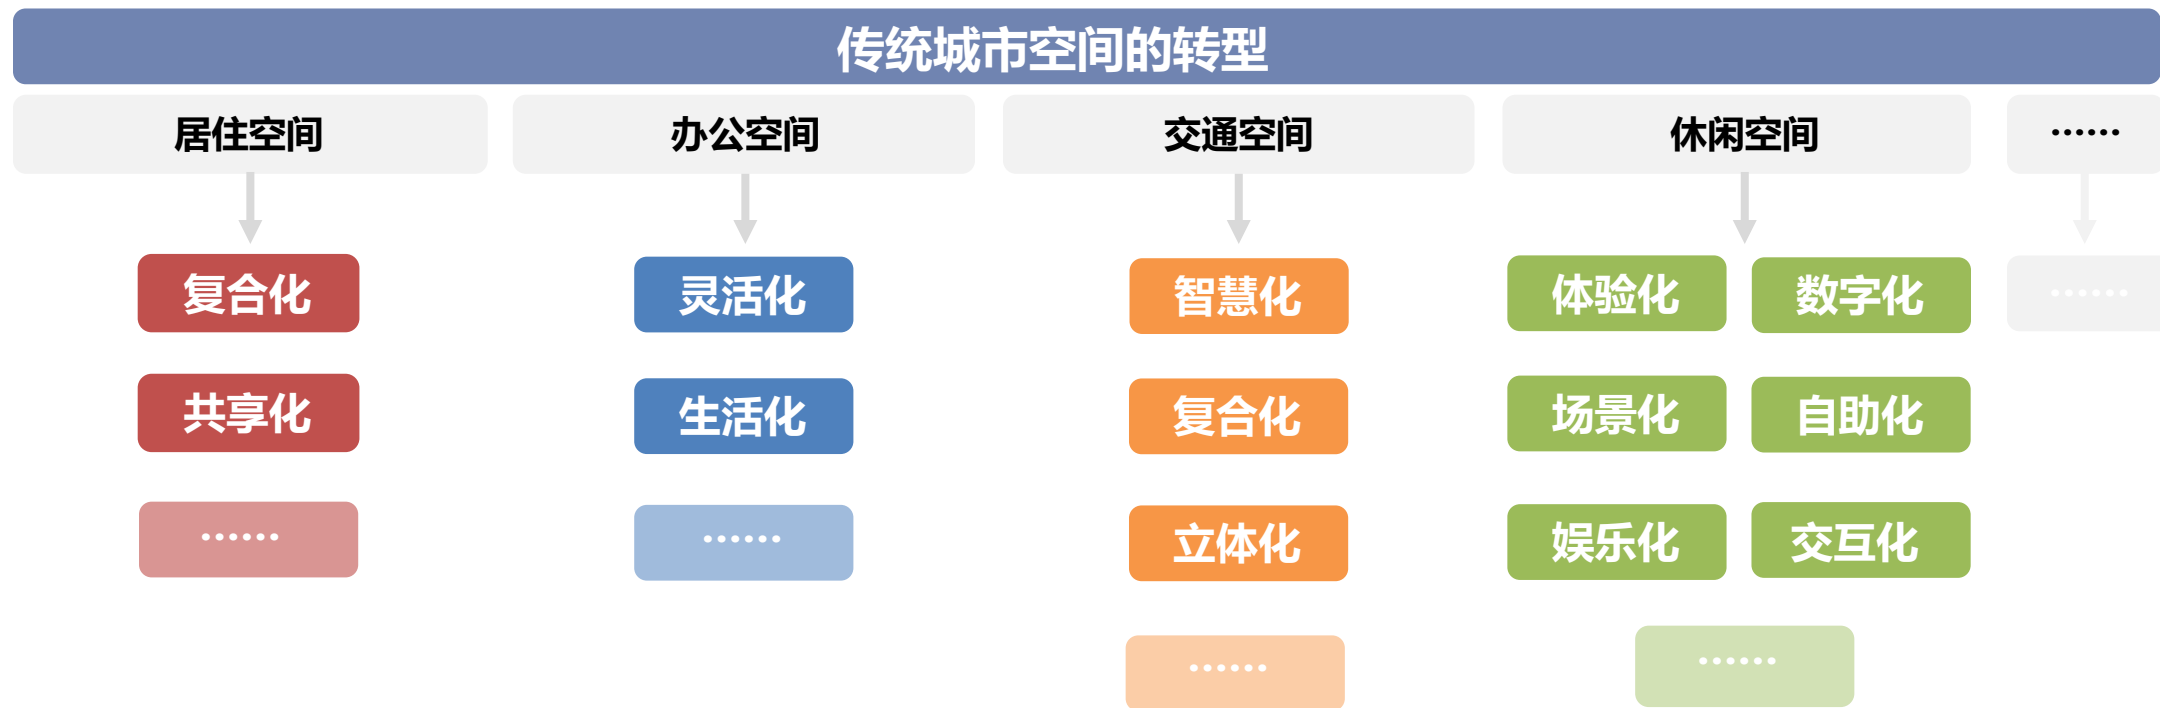 传统城市空间的转型
居住空间 办公空间 交通空间 休闲空间 ······
复合化 灵活化 智慧化 体验化 数字化 ······
共享化 生活化 复合化 场景化 自助化
······ ······ 立体化 娱乐化 交互化
······ ······